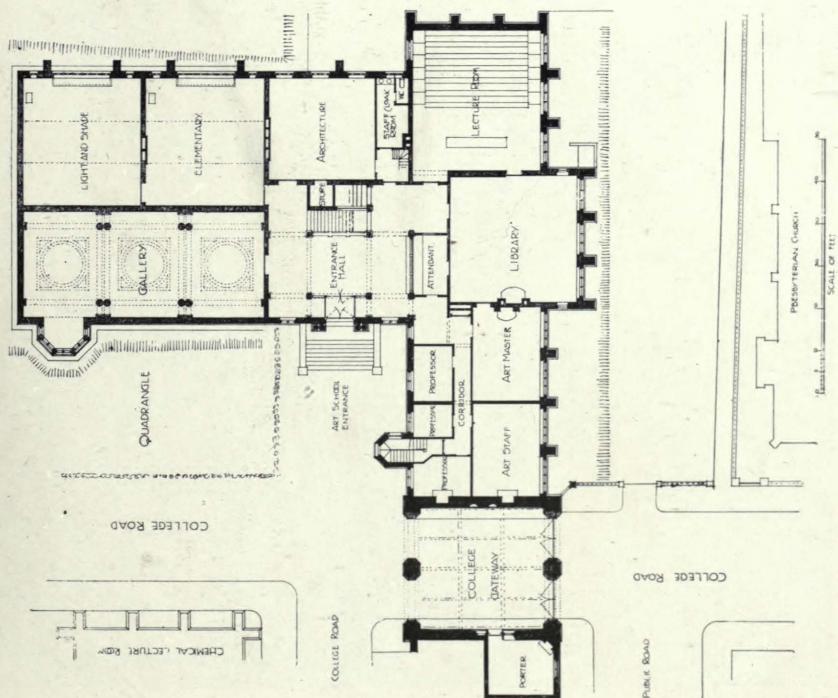 LIGHT AND SHADE
ELEMENTARY
ARCHITECTURE
STAFF CLOAK
ROOM
W.C.
LECTURE ROOM
GALLERY
ENTRANCE
HALL
ATTENDANT
LIBRARY
PRESBYTERIAN CHURCH
SCALE OF FEET
QUADRANGLE
ART SCHOOL
ENTRANCE
PROFESSOR
PROFESSOR
PROFESSOR
CORRIDOR
ART MASTER
ART STAFF
COLLEGE ROAD
COLLEGE
GATEWAY
COLLEGE ROAD
CHEMICAL LECTURE ROOM
COLLEGE ROAD
PORTER
PUBLIC ROAD